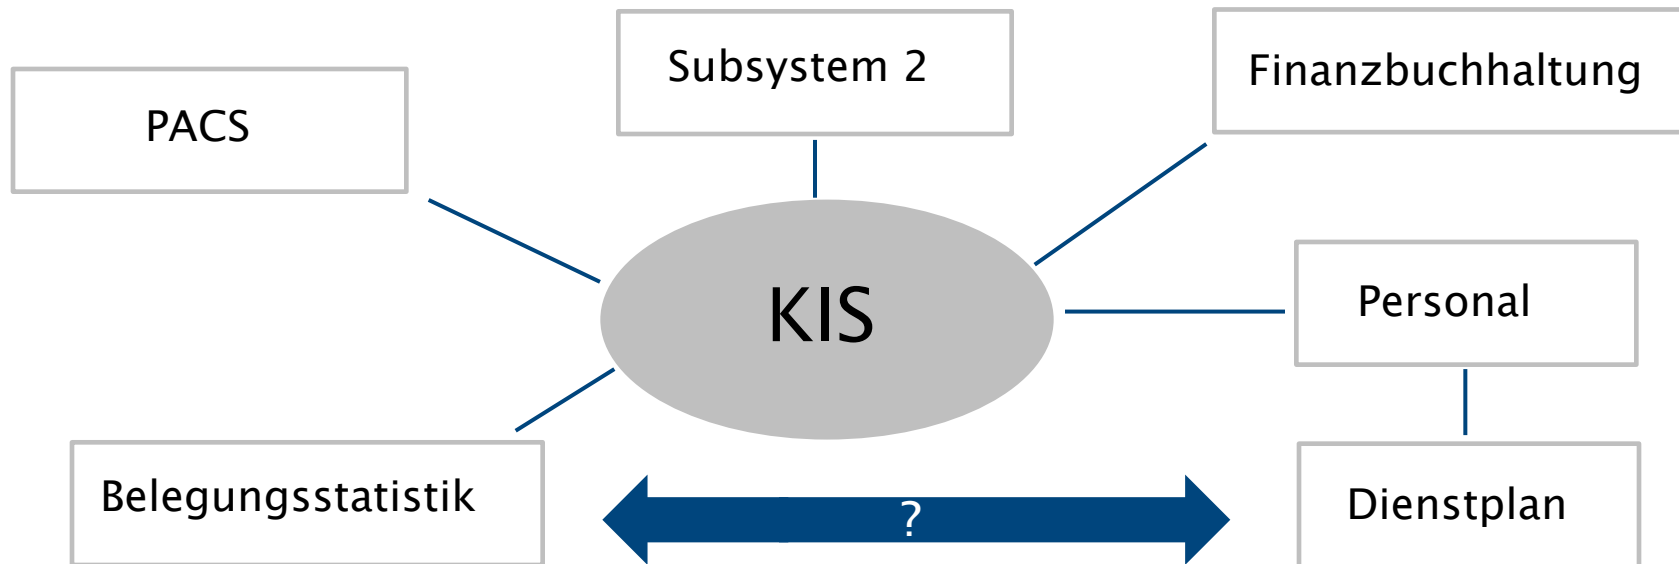 Subsystem 2
Finanzbuchhaltung
PACS
KIS
Personal
Belegungsstatistik
?
Dienstplan